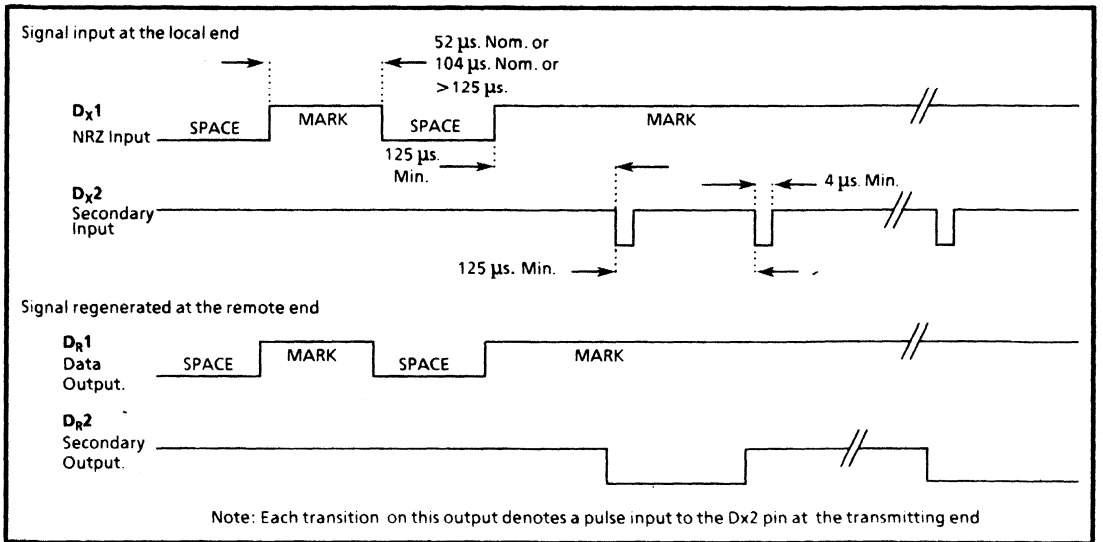 Signal input at the local end
52 µs. Nom. or
104 µs. Nom. or
>125 µs.
DX1
NRZ Input
SPACE
MARK
SPACE
MARK
125 µs.
Min.
DX2
Secondary
Input
4 µs. Min.
125 µs. Min.
Signal regenerated at the remote end
DR1
Data
Output.
SPACE
MARK
SPACE
MARK
DR2
Secondary
Output.
Note: Each transition on this output denotes a pulse input to the Dx2 pin at the transmitting end